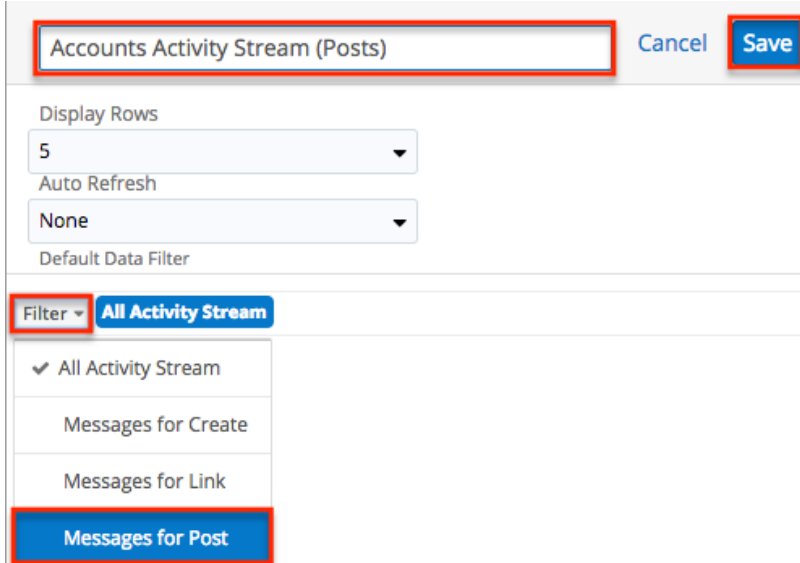 Accounts Activity Stream (Posts) Cancel Save
Display Rows
5
Auto Refresh
None
Default Data Filter
Filter All Activity Stream
All Activity Stream
Messages for Create
Messages for Link
Messages for Post